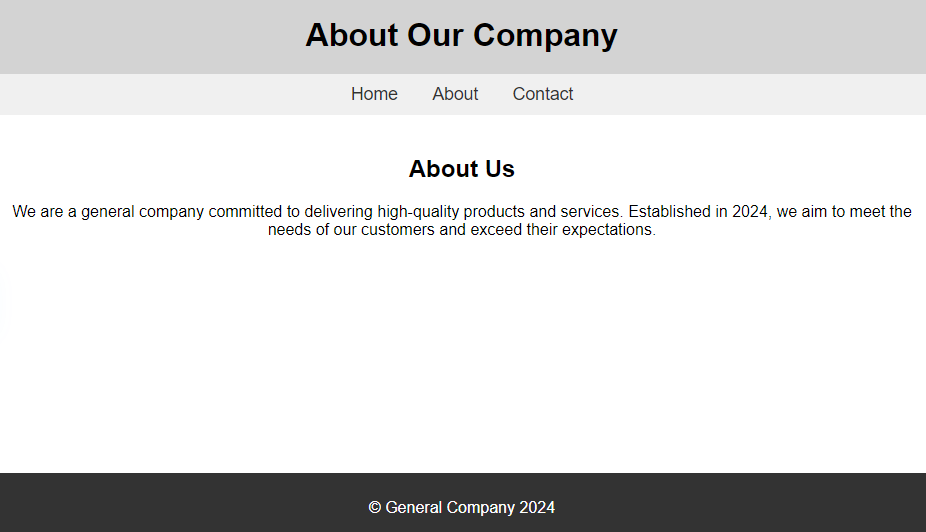 About Our Company
Home About Contact
About Us
We are a general company committed to delivering high-quality products and services. Established in 2024, we aim to meet the
needs of our customers and exceed their expectations.
© General Company 2024